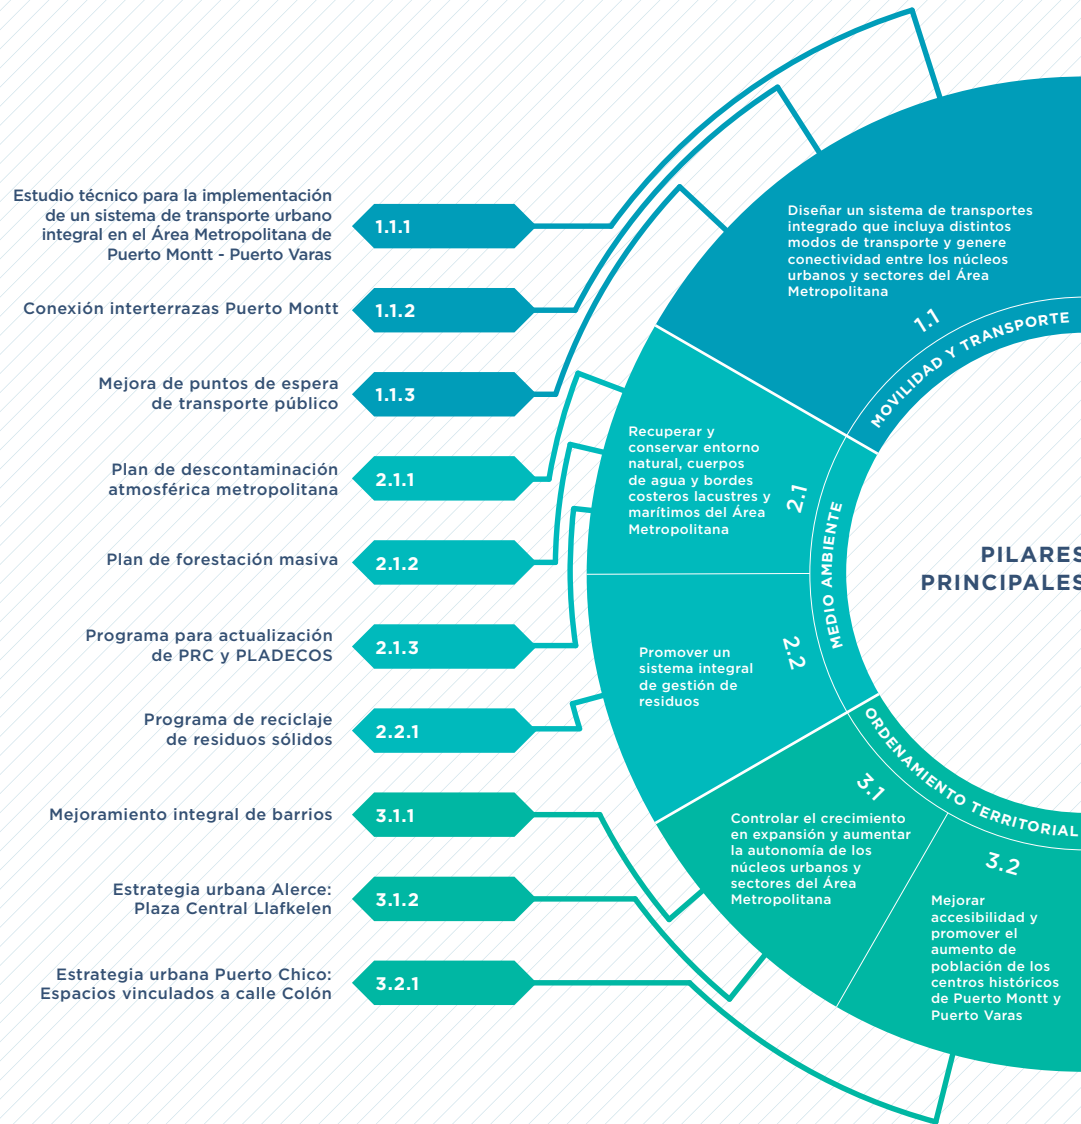 Estudio técnico para la implementación
de un sistema de transporte urbano
integral en el Área Metropolitana de
Puerto Montt - Puerto Varas
1.1.1
Conexión interterrazas Puerto Montt
1.1.2
Mejora de puntos de espera
de transporte público
1.1.3
Plan de descontaminación
atmosférica metropolitana
2.1.1
Plan de forestación masiva
2.1.2
Programa para actualización
de PRC y PLADECOS
2.1.3
Programa de reciclaje
de residuos sólidos
2.2.1
Mejoramiento integral de barrios
3.1.1
Estrategia urbana Alerce:
Plaza Central Llafkelen
3.1.2
Estrategia urbana Puerto Chico:
Espacios vinculados a calle Colón
3.2.1
Diseñar un sistema de transportes
integrado que incluya distintos
modos de transporte y genere
conectividad entre los núcleos
urbanos y sectores del Área
Metropolitana
1.1
MOVILIDAD Y TRANSPORTE
Recuperar y
conservar entorno
natural, cuerpos
de agua y bordes
costeros lacustres y
marítimos del Área
Metropolitana
2.1
MEDIO AMBIENTE
Promover un
sistema integral
de gestión de
residuos
2.2
PILARES
PRINCIPALES
ORDENAMIENTO TERRITORIAL
3.1
Controlar el crecimiento
en expansión y aumentar
la autonomía de los
núcleos urbanos y
sectores del Área
Metropolitana
3.2
Mejorar
accesibilidad y
promover el
aumento de
población de los
centros históricos
de Puerto Montt y
Puerto Varas